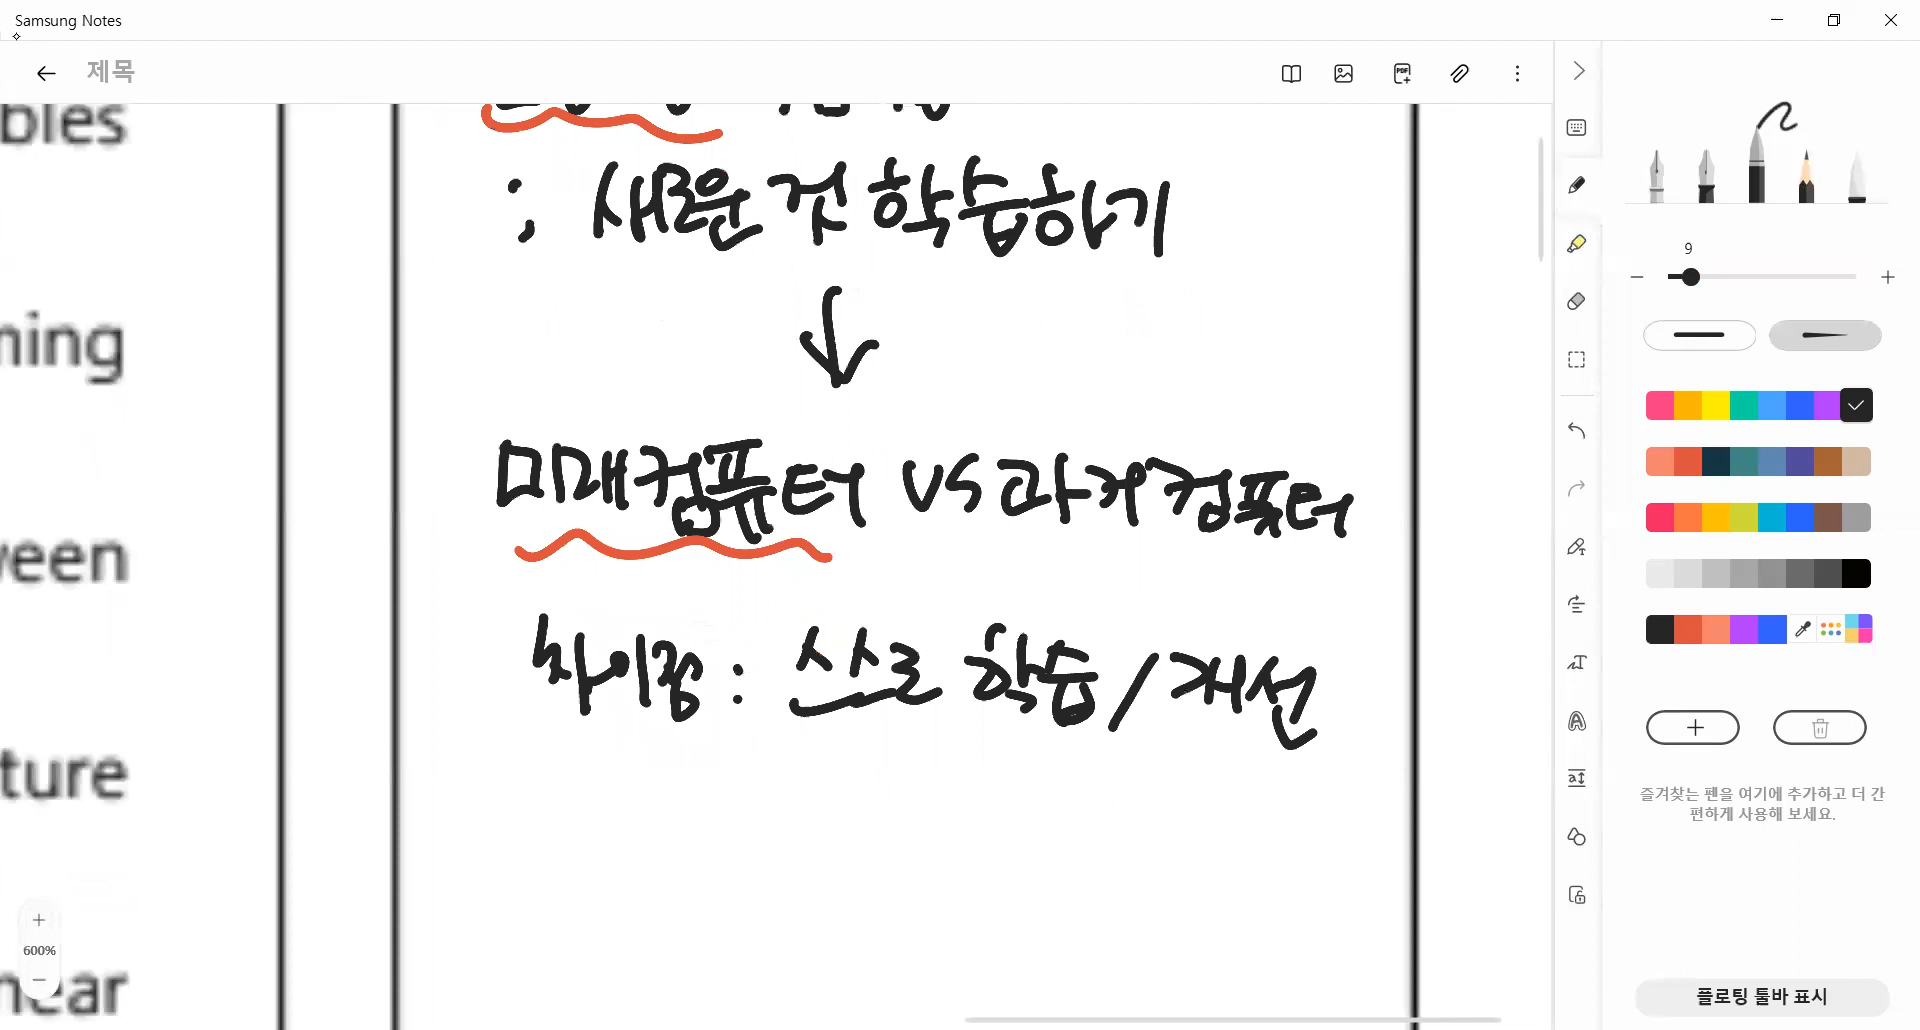 Samsung Notes
제목
bles
: 새로운 것 학습하기
ning
미래컴퓨터 VS 과거컴퓨터
ween
차이점 : 스스로 학습/개선
ture
near
600%
9
즐겨찾는 펜을 여기에 추가하고 더 간
편하게 사용해 보세요.
플로팅 툴바 표시